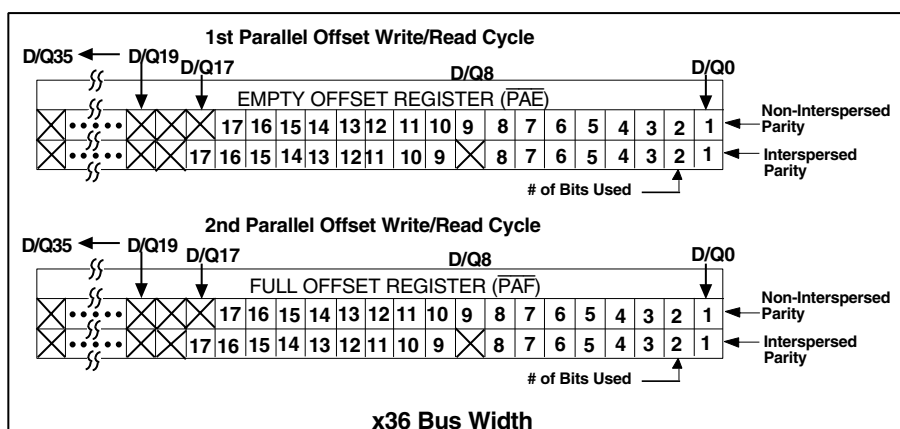 1st Parallel Offset Write/Read Cycle
D/Q35 D/Q19 D/Q17 D/Q8 D/Q0
EMPTY OFFSET REGISTER (PAE)
17 16 15 14 13 12 11 10 9 8 7 6 5 4 3 2 1 Non-Interspersed Parity
17 16 15 14 13 12 11 10 9 8 7 6 5 4 3 2 1 Interspersed Parity
# of Bits Used
2nd Parallel Offset Write/Read Cycle
D/Q35 D/Q19 D/Q17 D/Q8 D/Q0
FULL OFFSET REGISTER (PAF)
17 16 15 14 13 12 11 10 9 8 7 6 5 4 3 2 1 Non-Interspersed Parity
17 16 15 14 13 12 11 10 9 8 7 6 5 4 3 2 1 Interspersed Parity
# of Bits Used
x36 Bus Width